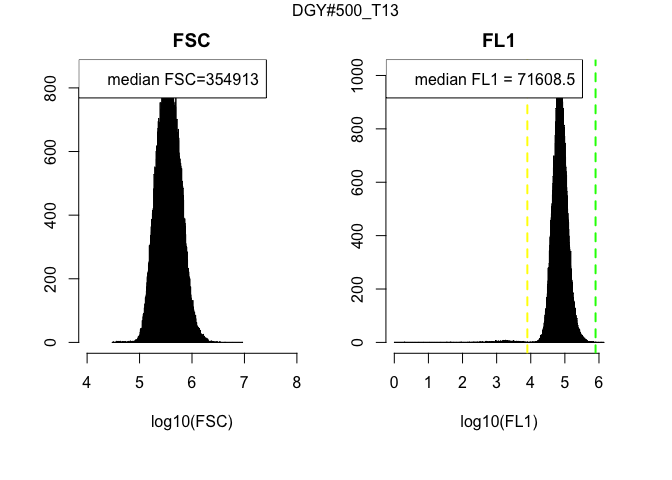 DGY#500_T13
FSC
median FSC=354913
0
200
400
600
800
4 5 6 7 8
log10(FSC)
FL1
median FL1 = 71608.5
0
200
400
600
800
1000
0 1 2 3 4 5 6
log10(FL1)